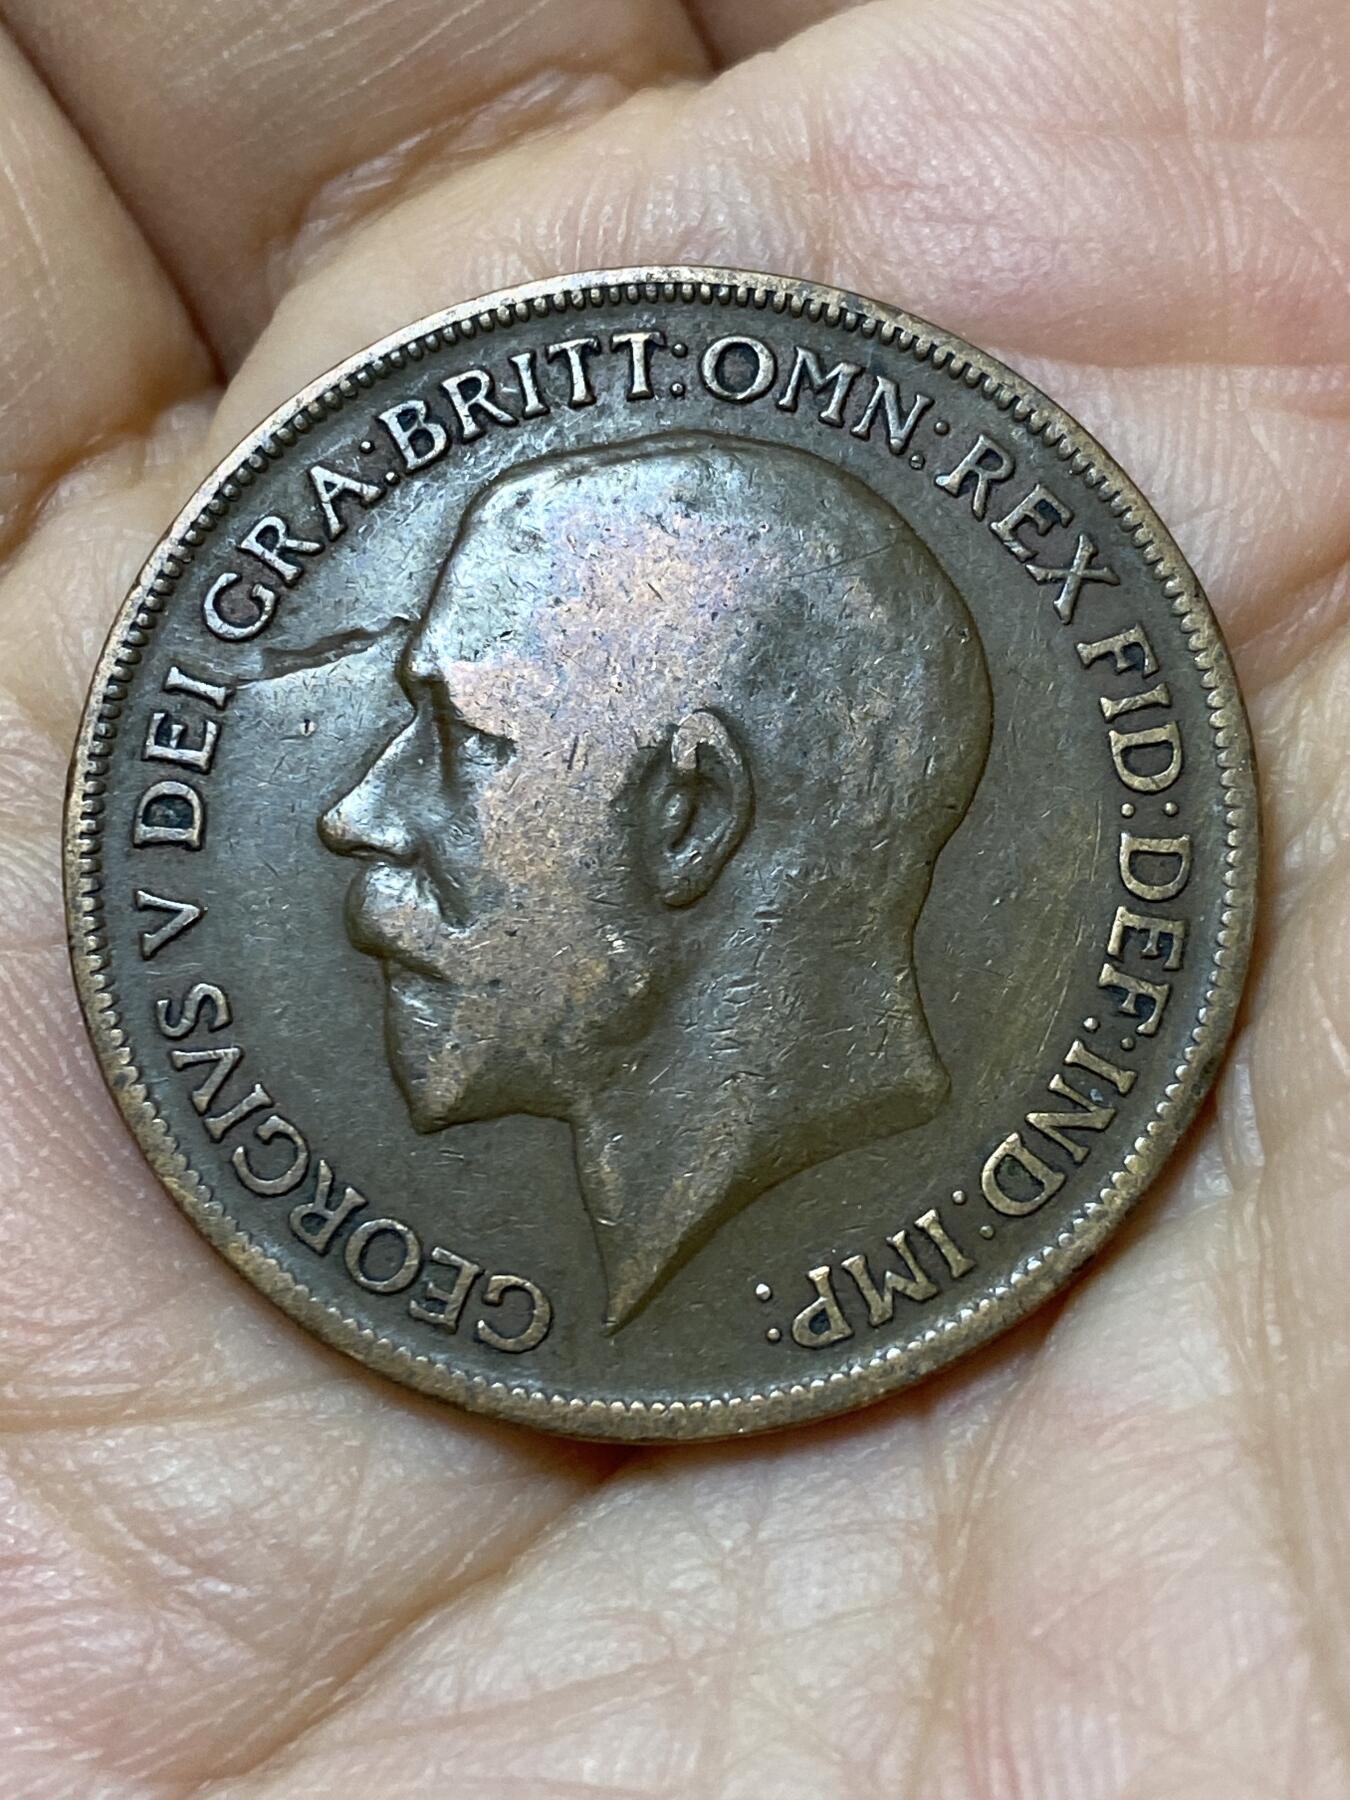 GEORGIVS V DEI GRA: BRITT: OMN: REX FID: DEF: IND: IMP: